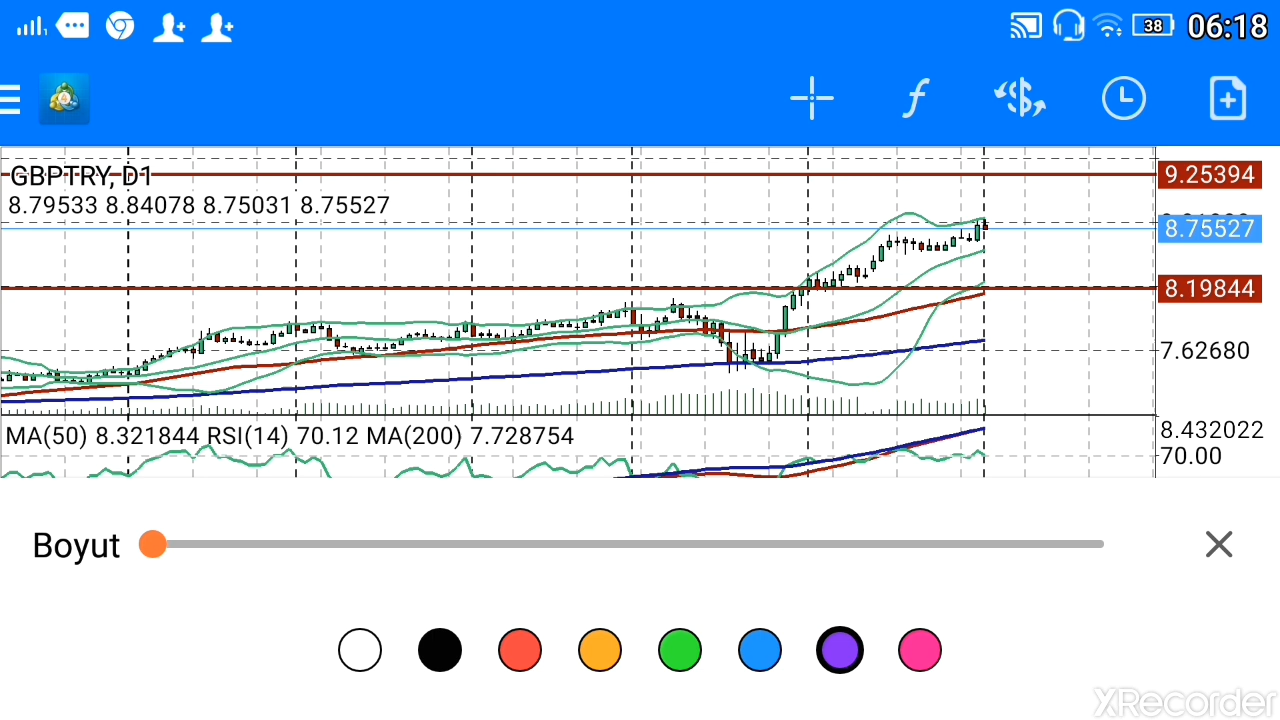 38 06:18
f
GBPTRY, D1
9.25394
8.79533 8.84078 8.75031 8.75527
8.75527
8.19844
7.62680
MA(50) 8.321844 RSI(14) 70.12 MA(200) 7.728754
8.432022
70.00
Boyut
XRecorder